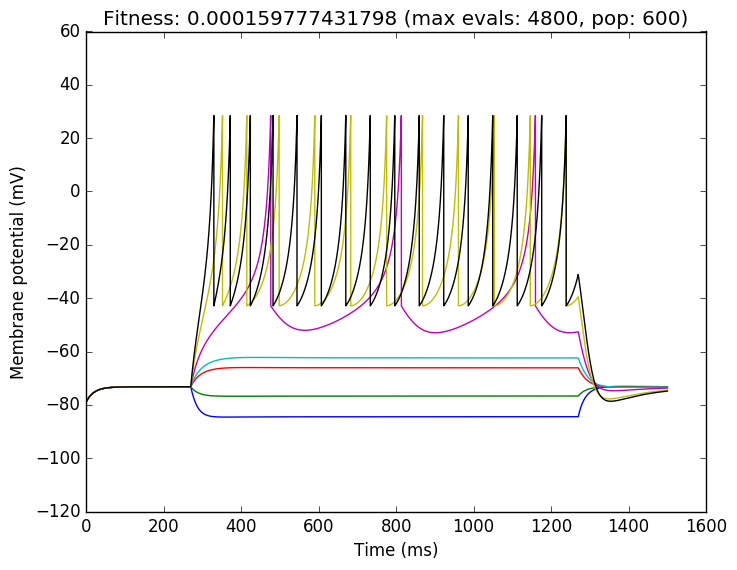 Fitness: 0.000159777431798 (max evals: 4800, pop: 600)
60
40
20
0
−20
−40
−60
−80
−100
−120
Membrane potential (mV)
0 200 400 600 800 1000 1200 1400 1600
Time (ms)